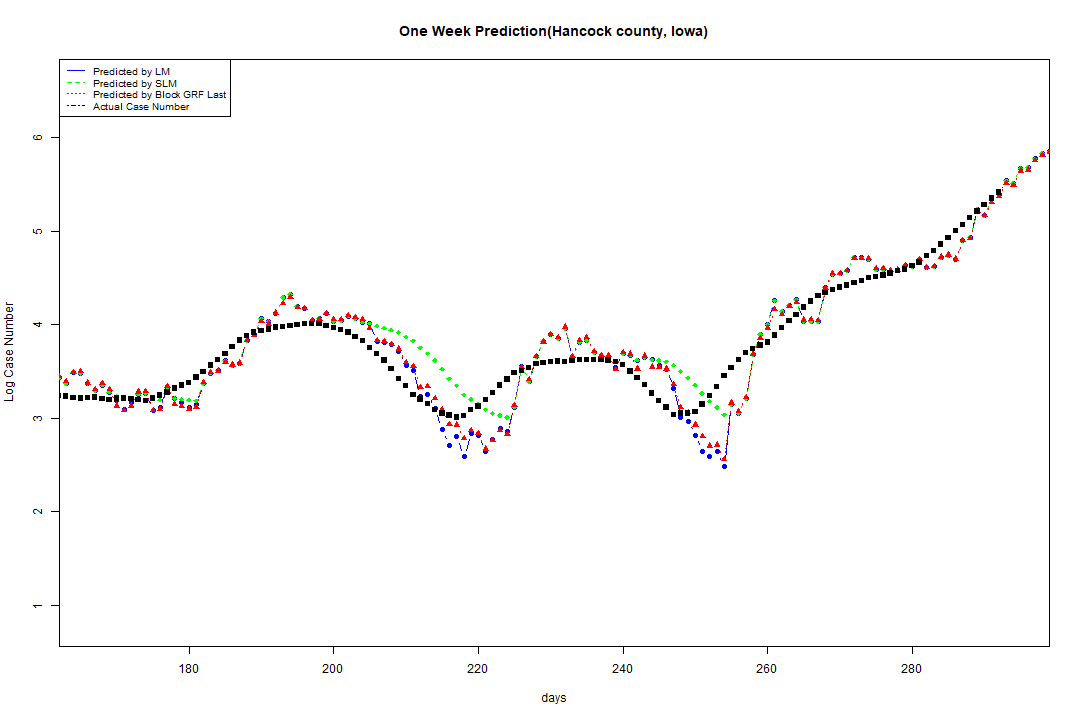 One Week Prediction(Hancock county, Iowa)
Predicted by LM
Predicted by SLM
Predicted by Block GRF Last
Actual Case Number
6
5
4
3
2
1
Log Case Number
180 200 220 240 260 280
days